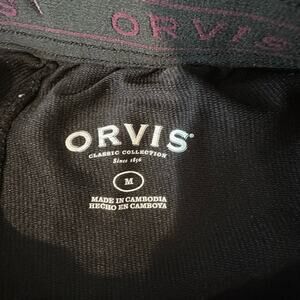 ORVIS
ORVIS®
CLASSIC COLLECTION
Since 1856
M
MADE IN CAMBODIA
HECHO EN CAMBOYA